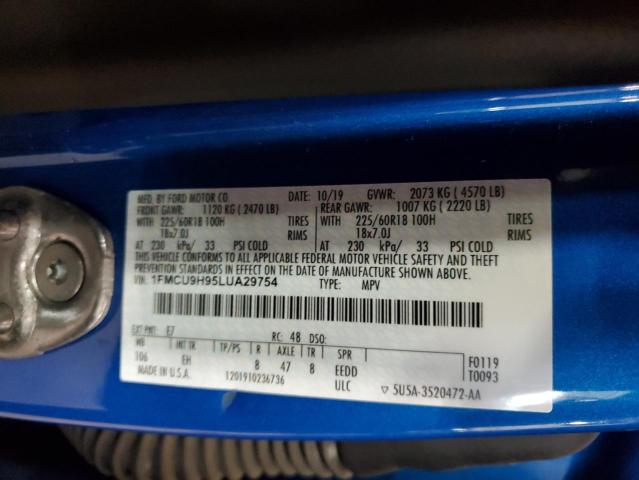 MFD. BY FORD MOTOR CO DATE: 10/19 GVWR: 2073 KG ( 4570 LB)
FRONT GAWR: 1120 KG ( 2470 LB) REAR GAWR: 1007 KG ( 2220 LB)
WITH 225/60R18 100H TIRES WITH 225/60R18 100H TIRES
18x7.0J RIMS 18x7.0J RIMS
AT 230 kPa/ 33 PSI COLD AT 230 kPa/ 33 PSI COLD
THIS VEHICLE CONFORMS TO ALL APPLICABLE FEDERAL MOTOR VEHICLE SAFETY AND THEFT
PREVENTION STANDARDS IN EFFECT ON THE DATE OF MANUFACTURE SHOWN ABOVE.
VIN: 1FMCU9H95LUA29754 TYPE: MPV
EXT PNT: E7 RC: 48 DSO:
WB INT TR TP/PS R AXLE TR SPR
106 EH 8 47 8 EEDD F0119
MADE IN U.S.A. 1201910236736 ULC T0093
▽ 5U5A-3520472-AA